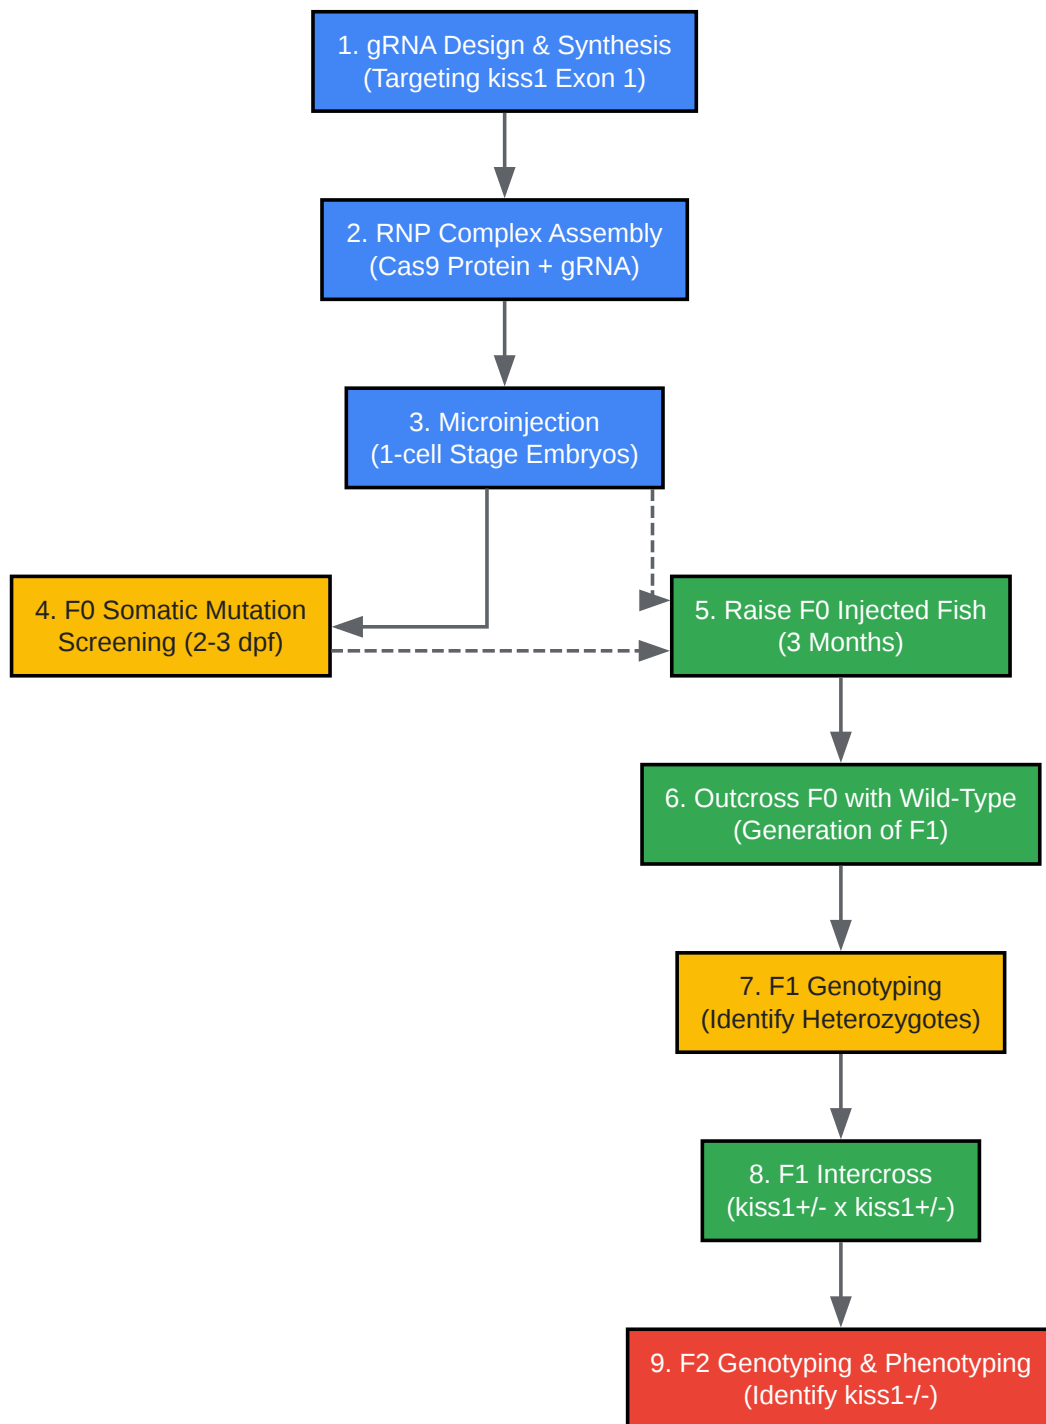 1. gRNA Design & Synthesis
(Targeting kiss1 Exon 1)
2. RNP Complex Assembly
(Cas9 Protein + gRNA)
3. Microinjection
(1-cell Stage Embryos)
4. F0 Somatic Mutation
Screening (2-3 dpf)
5. Raise F0 Injected Fish
(3 Months)
6. Outcross F0 with Wild-Type
(Generation of F1)
7. F1 Genotyping
(Identify Heterozygotes)
8. F1 Intercross
(kiss1+/- x kiss1+/-)
9. F2 Genotyping & Phenotyping
(Identify kiss1-/-)